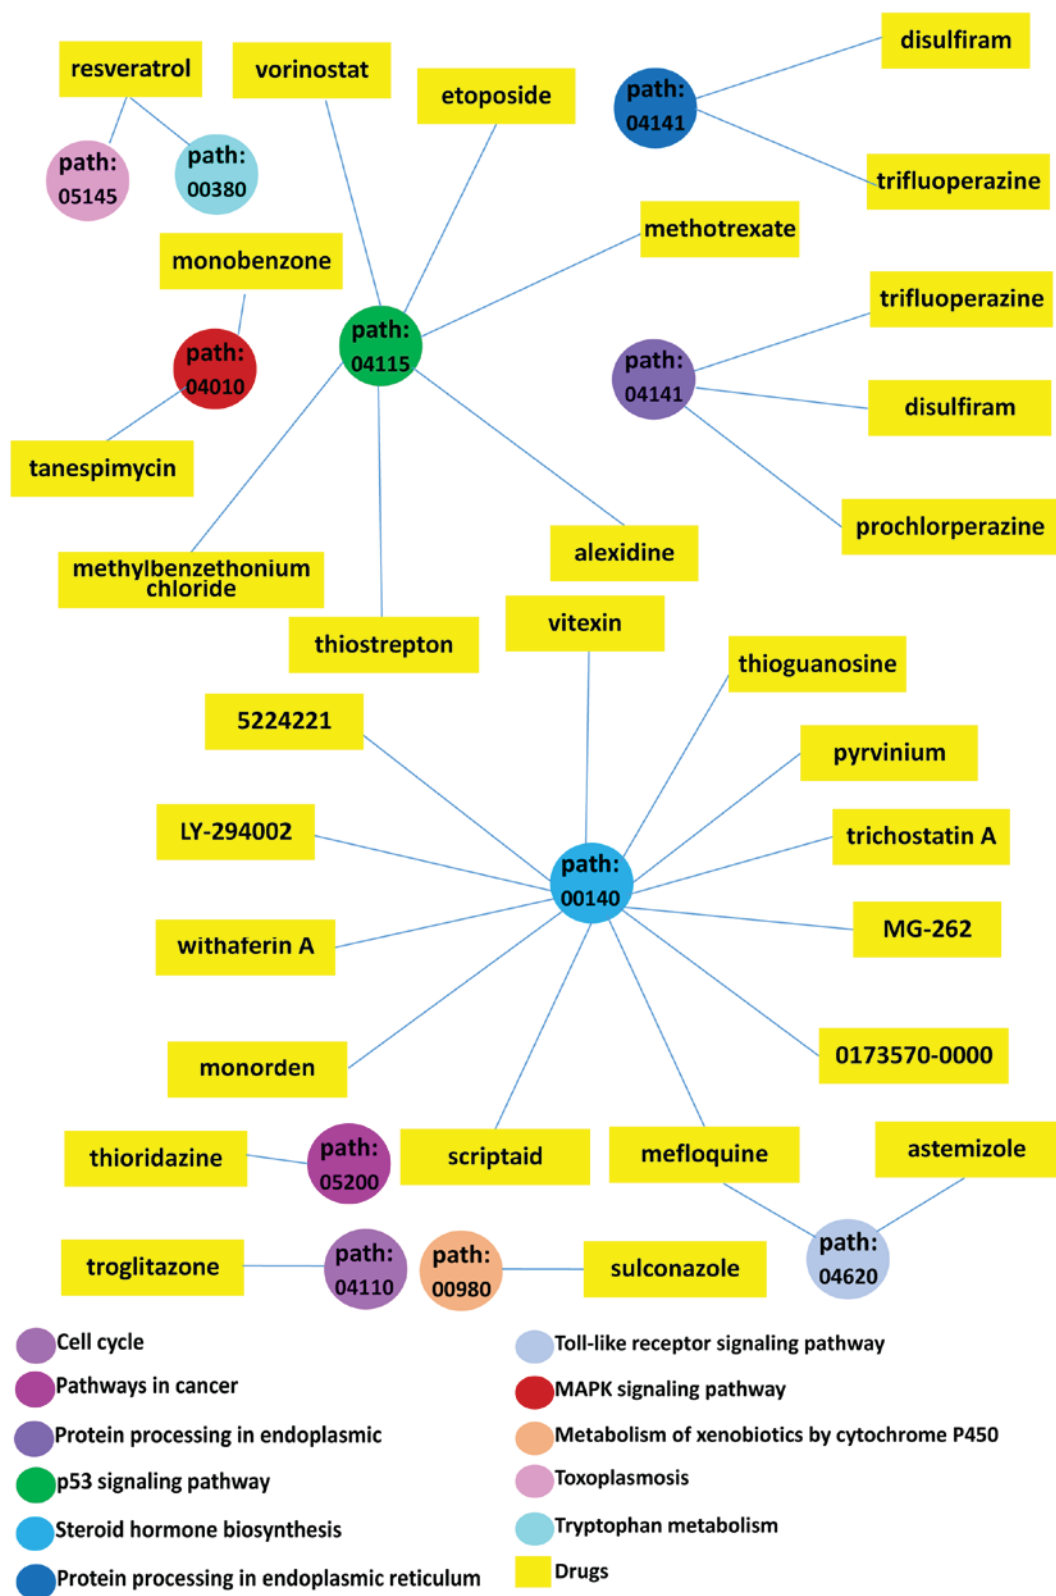 disulfiram
resveratrol
vorinostat
etoposide
path:
04141
path:
05145
path:
00380
trifluoperazine
methotrexate
monobenzone
trifluoperazine
path:
04010
path:
04115
path:
04141
disulfiram
tanespimycin
prochlorperazine
methylbenzethonium
chloride
alexidine
thiostrepton
vitexin
thioguanosine
5224221
pyrvinium
LY-294002
trichostatin A
path:
00140
withaferin A
MG-262
monorden
0173570-0000
thioridazine
path:
05200
scriptaid
mefloquine
astemizole
troglitazone
path:
04110
path:
00980
sulconazole
path:
04620
Cell cycle
Pathways in cancer
Protein processing in endoplasmic
p53 signaling pathway
Steroid hormone biosynthesis
Protein processing in endoplasmic reticulum
Toll-like receptor signaling pathway
MAPK signaling pathway
Metabolism of xenobiotics by cytochrome P450
Toxoplasmosis
Tryptophan metabolism
Drugs